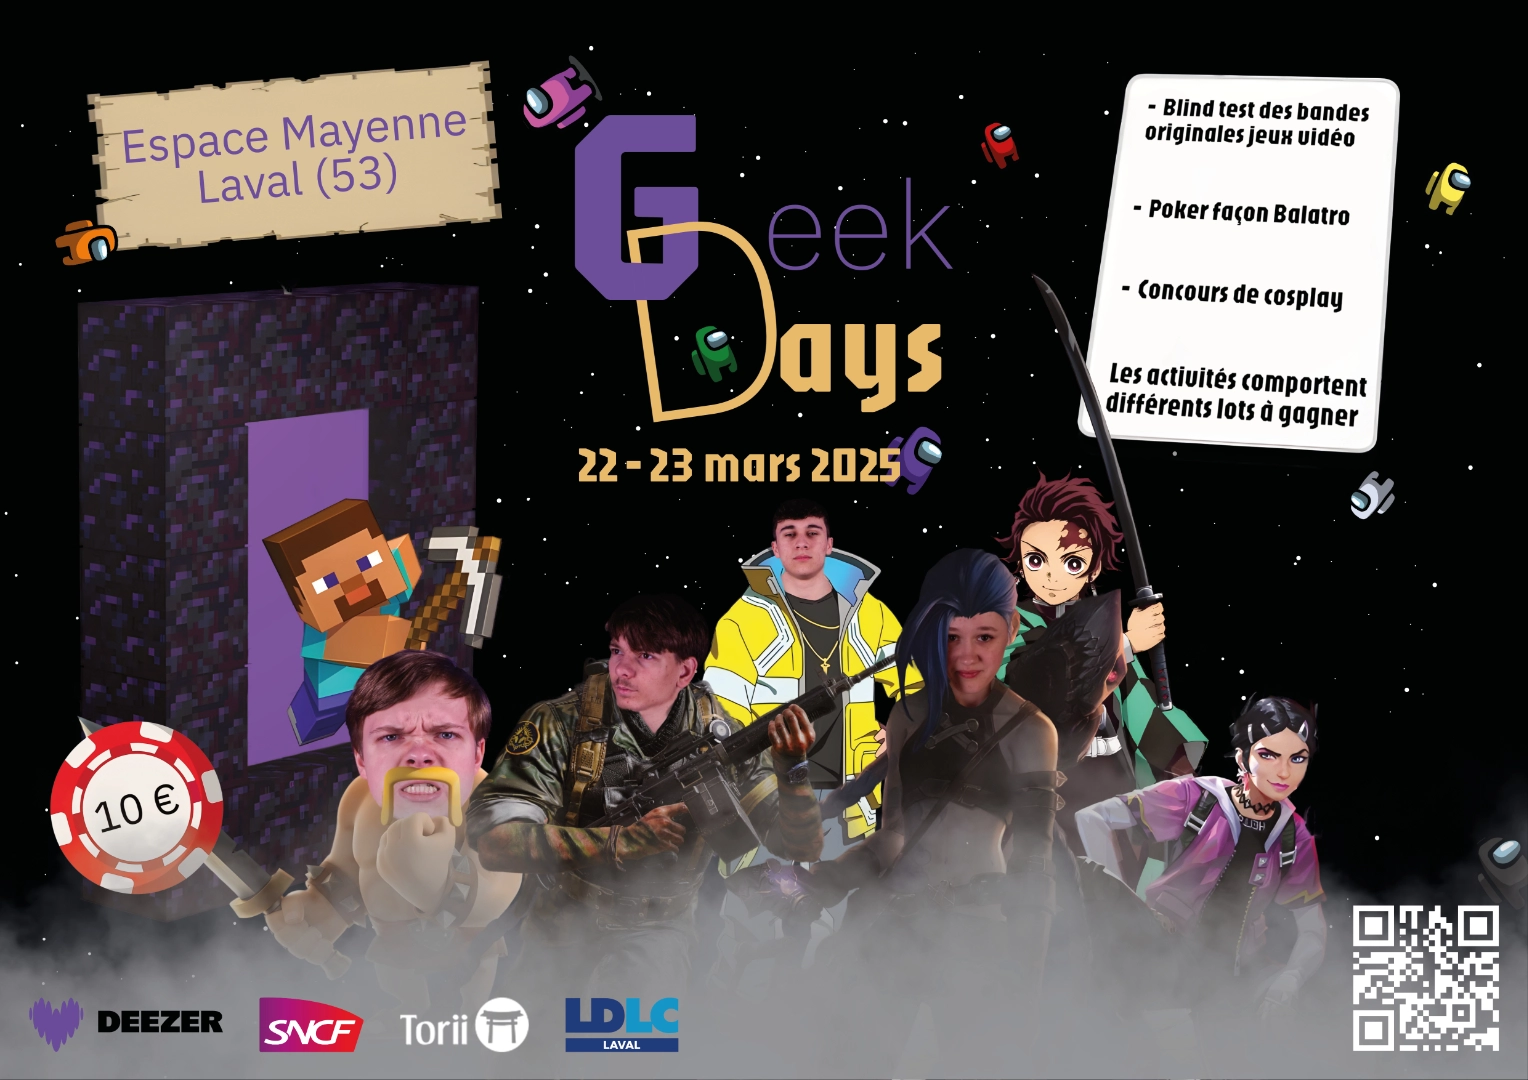 Espace Mayenne
Laval (53)
Geek
Days
22 - 23 mars 2025
- Blind test des bandes
originales jeux vidéo
- Poker façon Balatro
- Concours de cosplay
Les activités comportent
différents lots à gagner
10 €
DEEZER
SNCF
Torii
LDLC
LAVAL